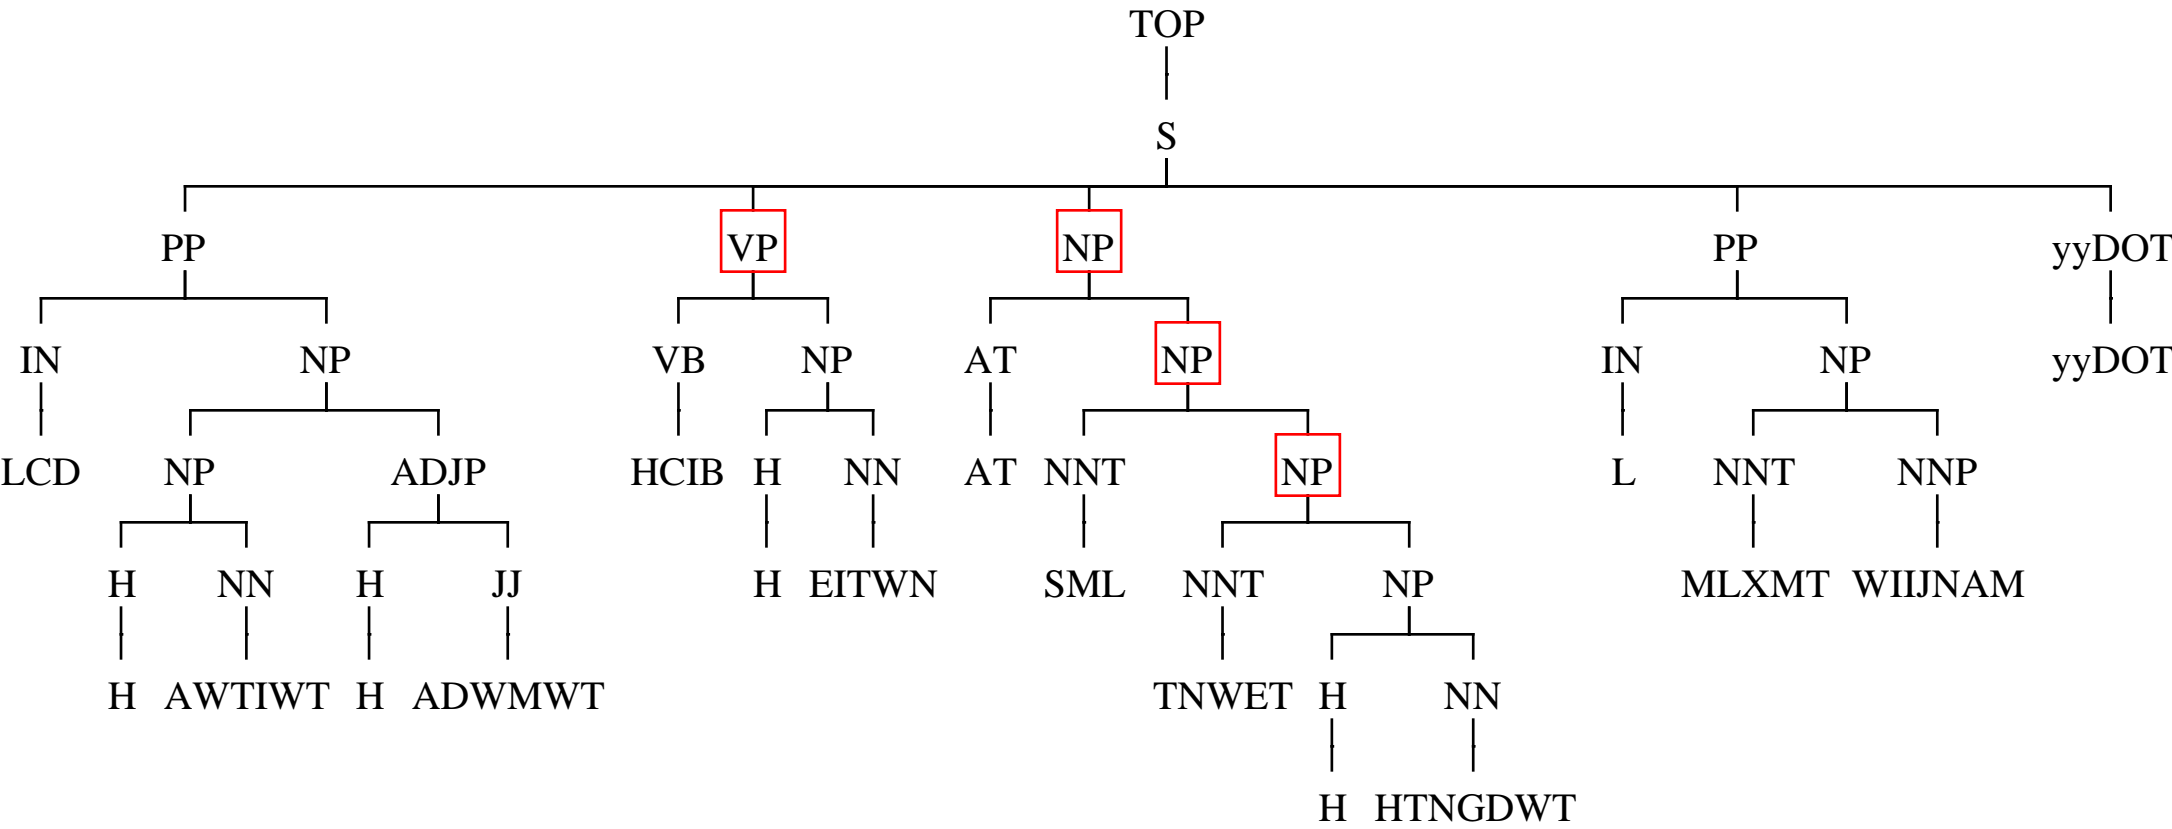 TOP
S
PP VP NP PP yyDOT
IN NP VB NP AT NP IN NP yyDOT
LCD NP ADJP HCIB H NN AT NNT NP L NNT NNP
H NN H JJ H EITWN SML NNT NP MLXMT WIIJNAM
H AWTIWT H ADWMWT TNWET H NN
H HTNGDWT